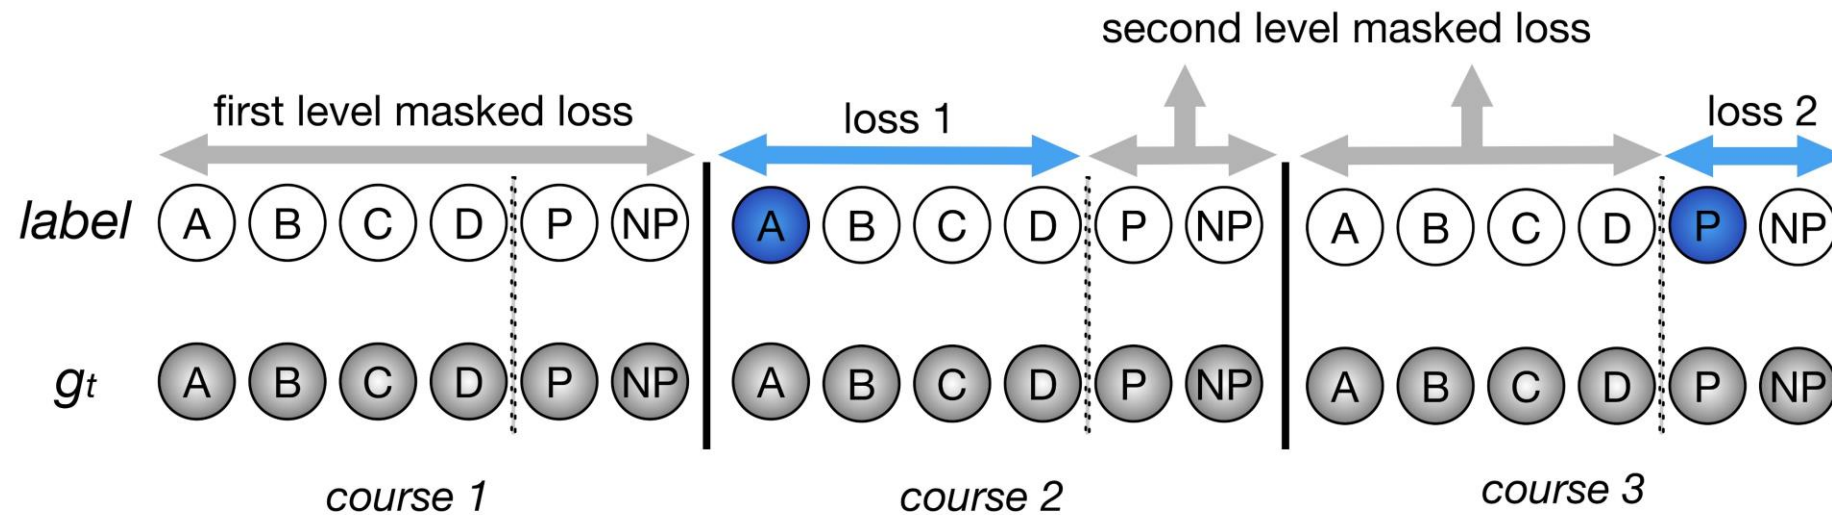 second level masked loss
first level masked loss loss 1 loss 2
label A B C D P NP A B C D P NP A B C D P NP
gt A B C D P NP A B C D P NP A B C D P NP
course 1 course 2 course 3